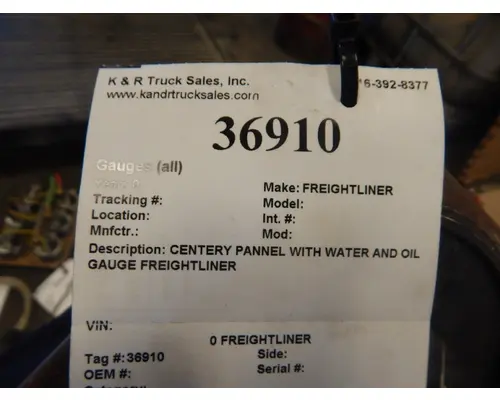 K & R Truck Sales, Inc.
6-392-8377
www.kandrtrucksales.com
36910
Gauges (all)
Make: FREIGHTLINER
Tracking #:
Model:
Location:
Int. #:
Mnfctr.:
Mod:
Description: CENTERY PANNEL WITH WATER AND OIL
GAUGE FREIGHTLINER
VIN:
0 FREIGHTLINER
Tag #: 36910
Side:
OEM #:
Serial #: